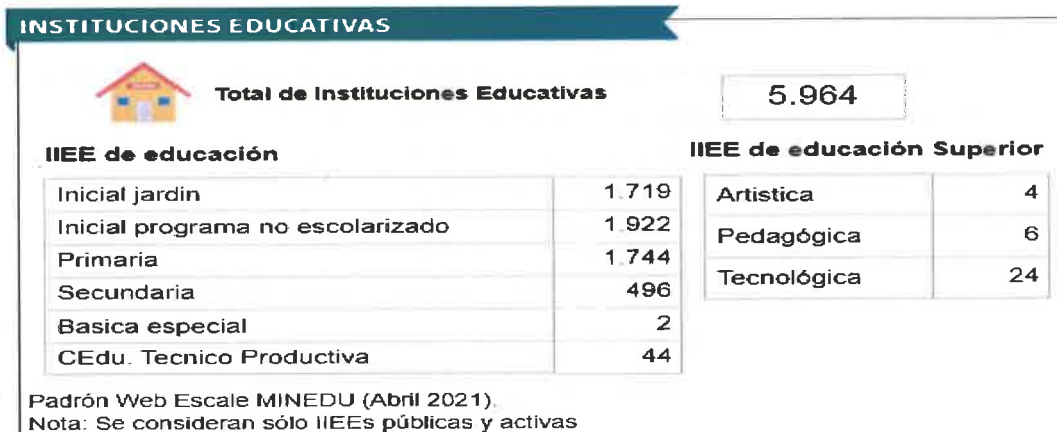 INSTITUCIONES EDUCATIVAS
Total de Instituciones Educativas 5.964
IIEE de educación
Inicial jardin 1.719
Inicial programa no escolarizado 1.922
Primaria 1.744
Secundaria 496
Basica especial 2
CEdu. Tecnico Productiva 44
IIEE de educación Superior
Artistica 4
Pedagógica 6
Tecnológica 24
Padrón Web Escale MINEDU (Abril 2021).
Nota: Se consideran sólo IIEEs públicas y activas